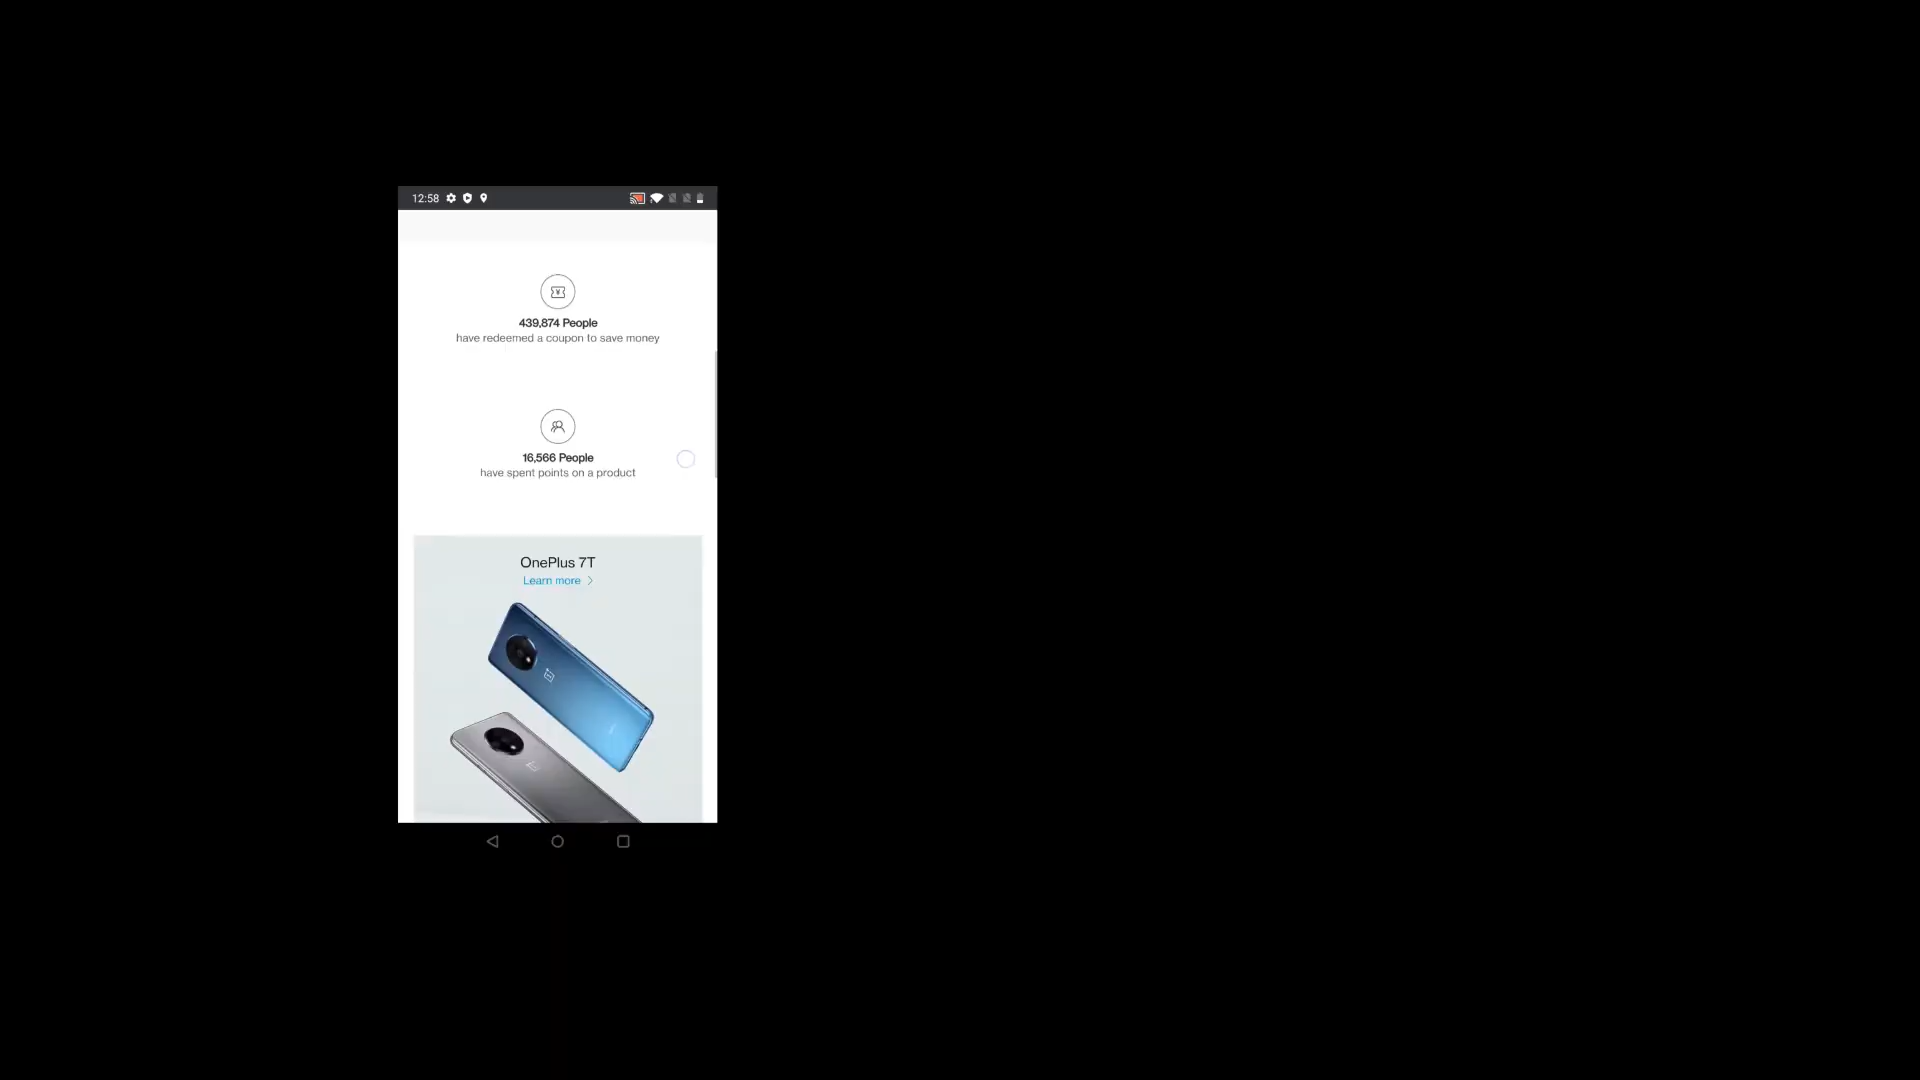 12:58
439,874 People
have redeemed a coupon to save money
16,566 People
have spent points on a product
OnePlus 7T
Learn more